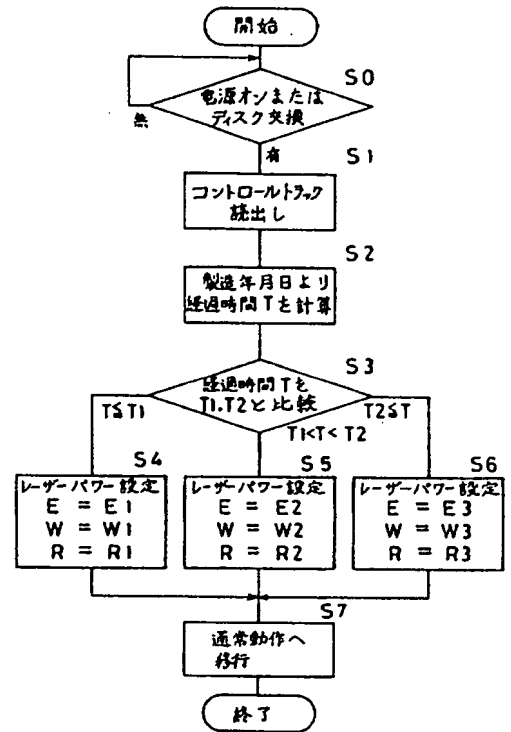 開始
S0
電源オンまたは
ディスク交換
無
有
S1
コントロールトラック
読出し
S2
製造年月日より
経過時間Tを計算
S3
経過時間Tを
T1.T2と比較
T≦T1
T1<T<T2
T2≦T
S4
レーザーパワー設定
E = E1
W = W1
R = R1
S5
レーザーパワー設定
E = E2
W = W2
R = R2
S6
レーザーパワー設定
E = E3
W = W3
R = R3
S7
通常動作へ
移行
終了